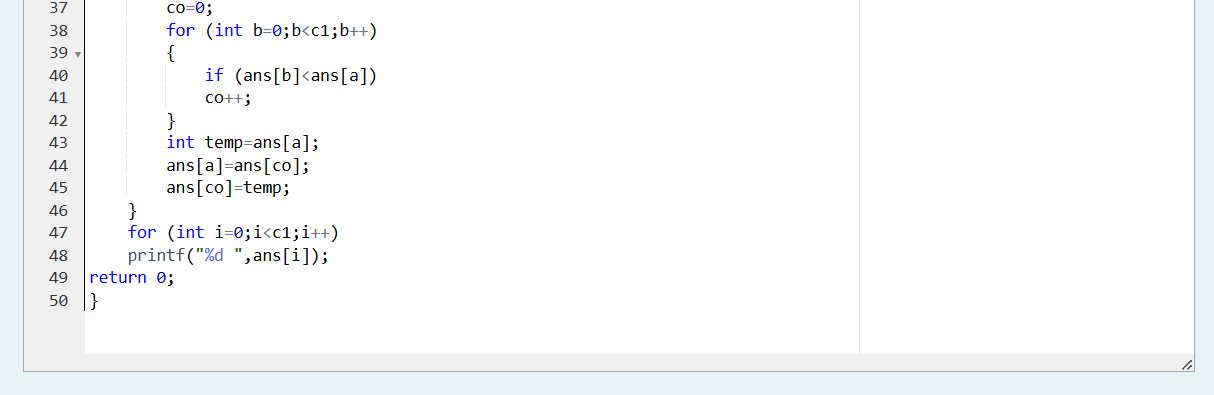 37 co=0;
38 for (int b=0;b<c1;b++)
39 {
40 if (ans[b]<ans[a])
41 co++;
42 }
43 int temp=ans[a];
44 ans[a]=ans[co];
45 ans[co]=temp;
46 }
47 for (int i=0;i<c1;i++)
48 printf("%d ",ans[i]);
49 return 0;
50 }